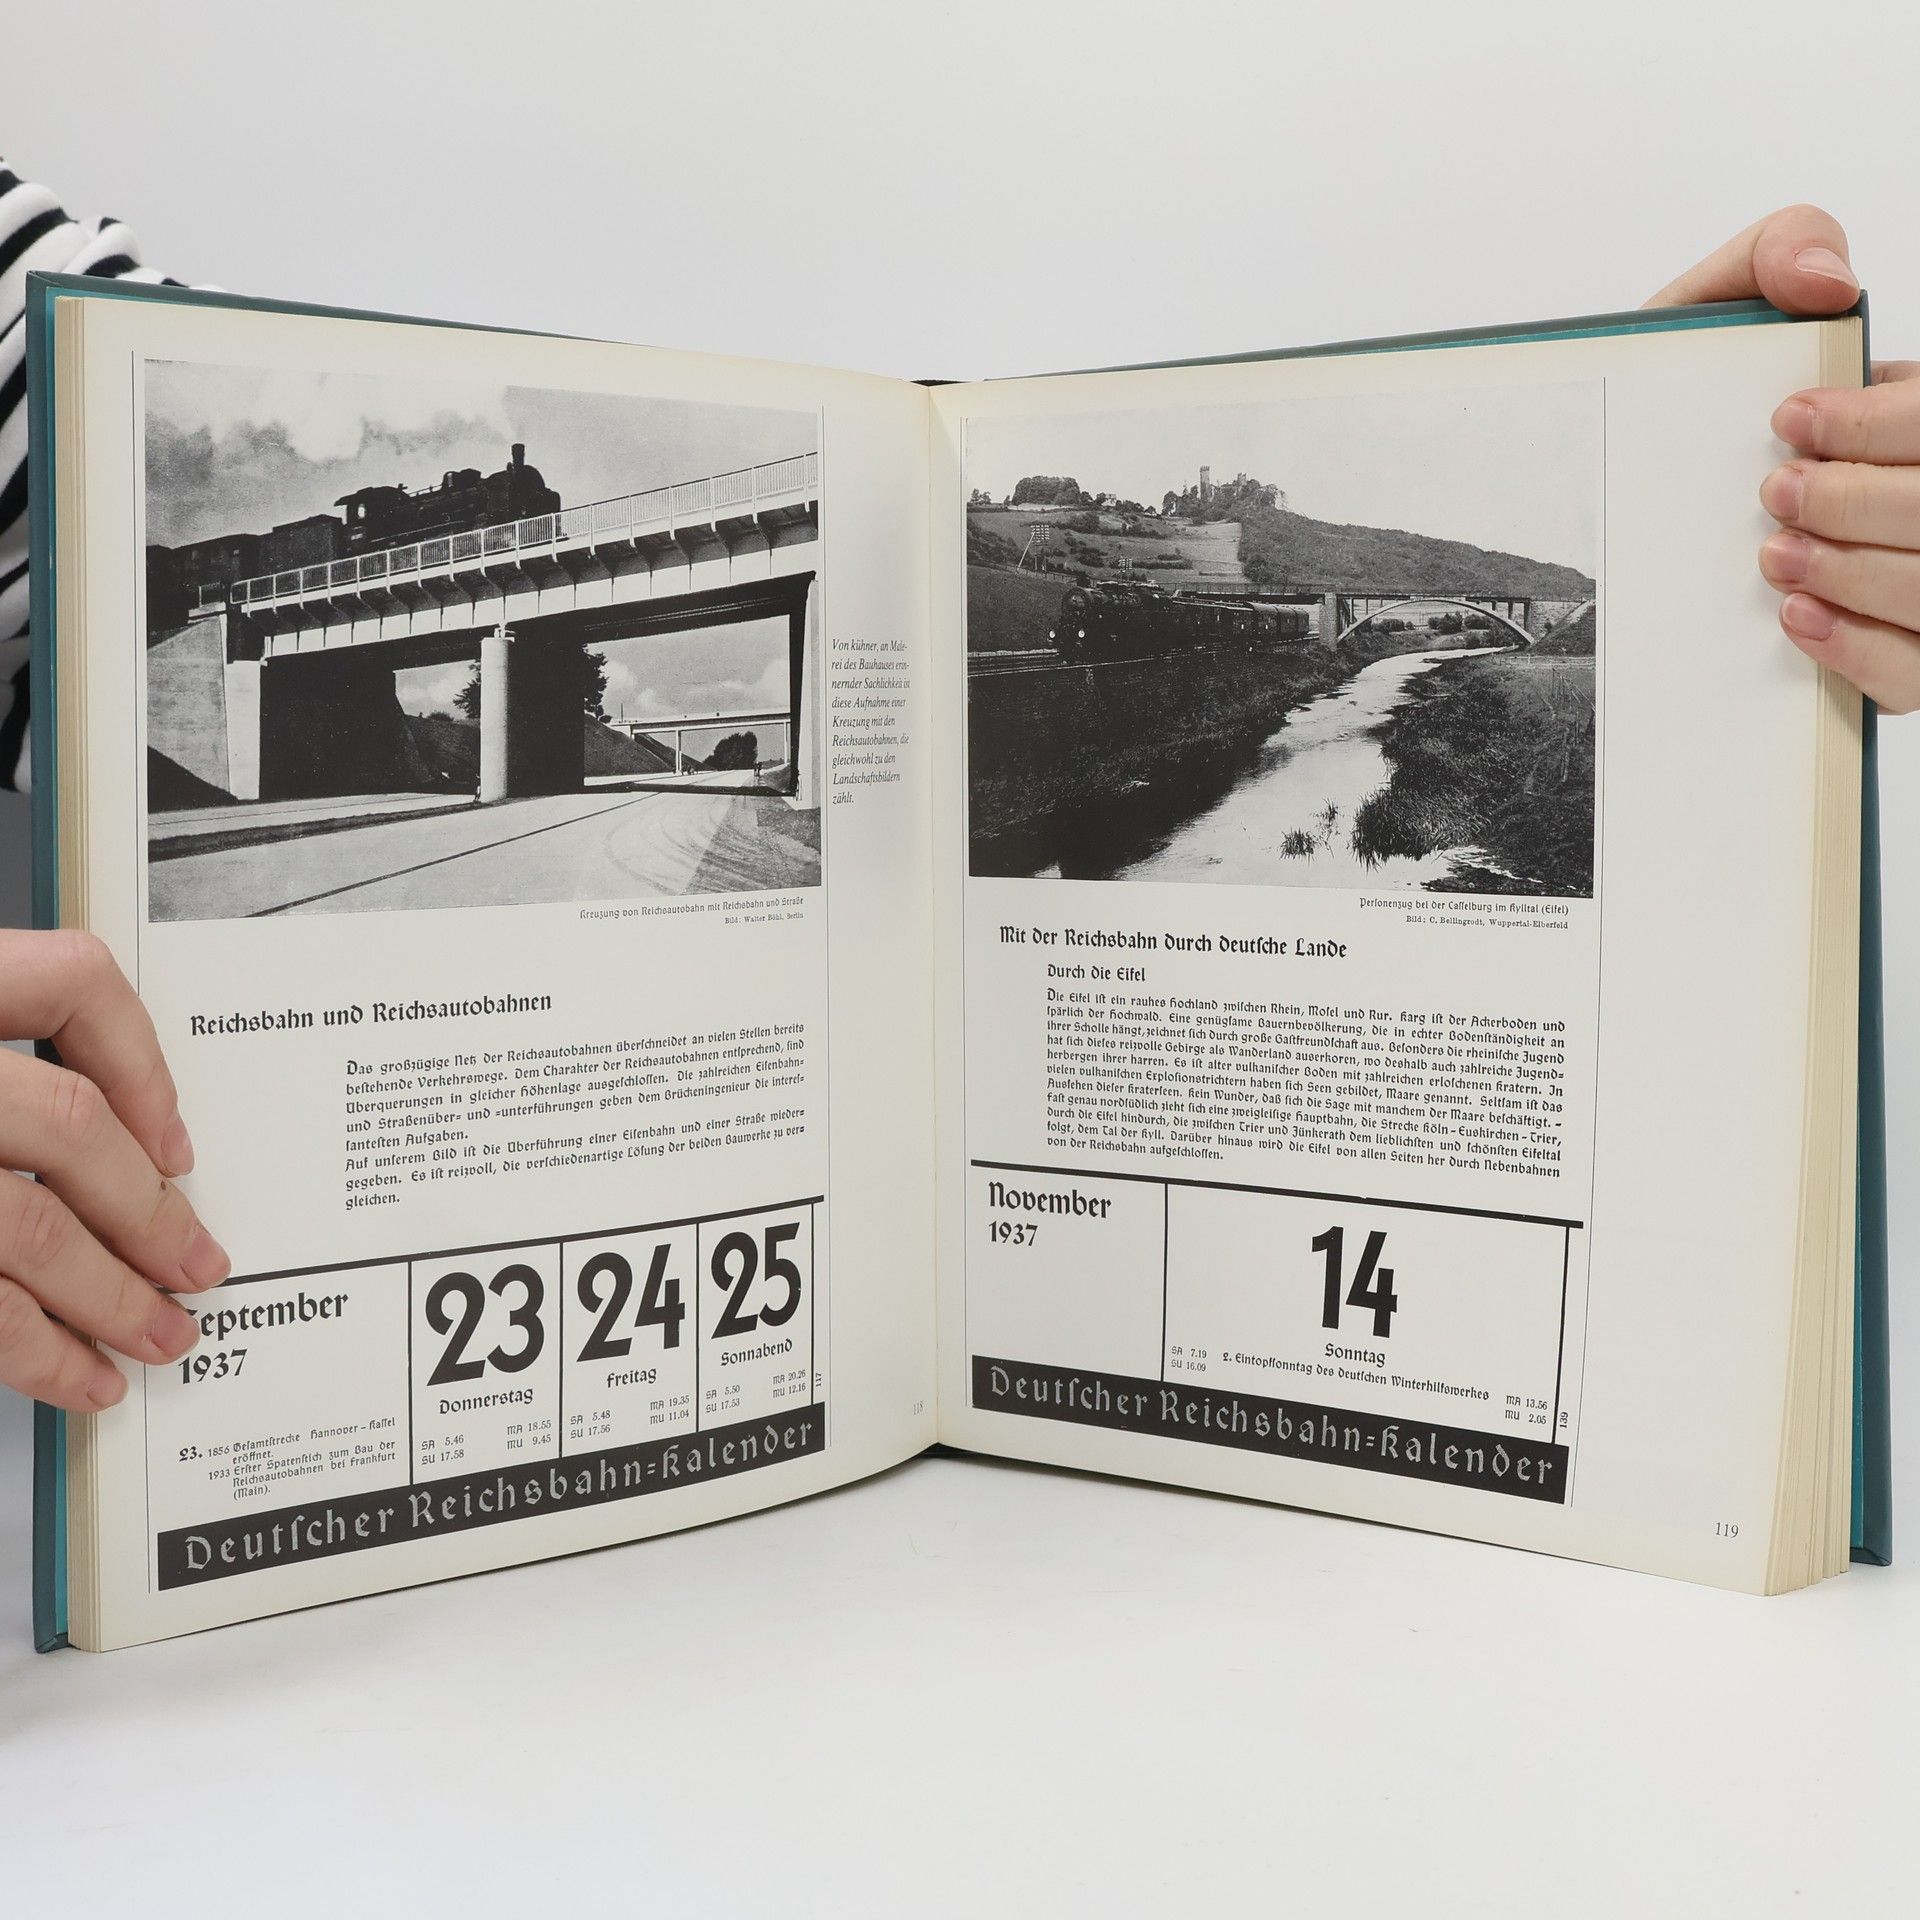 Von kühner, an Male-
rei des Bauhauses erin-
nernder Sachlichkeit ist
diese Aufnahme einer
Kreuzung mit den
Reichsautobahnen, die
gleichwohl zu den
Landschaftsbildern
zählt.
Kreuzung von Reichsautobahn mit Reichsbahn und Straße
Bild: Walter Böhl, Berlin
Reichsbahn und Reichsautobahnen
Das großzügige Netz der Reichsautobahnen überschneidet an vielen Stellen bereits
bestehende Verkehrswege. Dem Charakter der Reichsautobahnen entsprechend, sind
Überquerungen in gleicher Höhenlage ausgeschlossen. Die zahlreichen Eisenbahn-
und Straßenüber- und -unterführungen geben dem Brückeningenieur die interes-
santesten Aufgaben.
Auf unserem Bild ist die Überführung einer Eisenbahn und einer Straße wieder-
gegeben. Es ist reizvoll, die verschiedenartige Lösung der beiden Bauwerke zu ver-
gleichen.
September
1937
23. 1856 Gesamtstrecke Hannover – Kassel
eröffnet.
1933 Erster Spatenstich zum Bau der
Reichsautobahnen bei Frankfurt
(Main).
23
Donnerstag
SA 5.46 MA 18.55
SU 17.58 MU 9.45
24
Freitag
SA 5.48 MA 19.35
SU 17.56 MU 11.04
25
Sonnabend
SA 5.50 MA 20.26
SU 17.53 MU 12.16
117
Deutscher Reichsbahn=Kalender
118
Personenzug bei der Casselburg im Kylltal (Eifel)
Bild: C. Bellingrodt, Wuppertal-Elberfeld
Mit der Reichsbahn durch deutsche Lande
Durch die Eifel
Die Eifel ist ein rauhes Hochland zwischen Rhein, Mosel und Rur. Karg ist der Ackerboden und
spärlich der Hochwald. Eine genügsame Bauernbevölkerung, die in echter Bodenständigkeit an
ihrer Scholle hängt, zeichnet sich durch große Gastfreundschaft aus. Besonders die rheinische Jugend
hat sich dieses reizvolle Gebirge als Wanderland auserkoren, wo deshalb auch zahlreiche Jugend-
herbergen ihrer harren. Es ist alter vulkanischer Boden mit zahlreichen erloschenen Kratern. In
vielen vulkanischen Explosionstrichtern haben sich Seen gebildet, Maare genannt. Seltsam ist das
Aussehen dieser Kraterseen. Kein Wunder, daß sich die Sage mit manchem der Maare beschäftigt. –
Fast genau nordsüdlich zieht sich eine zweigleisige Hauptbahn, die Strecke Köln – Euskirchen – Trier,
durch die Eifel hindurch, die zwischen Trier und Jünkerath dem lieblichsten und schönsten Eifeltal
folgt, dem Tal der Kyll. Darüber hinaus wird die Eifel von allen Seiten her durch Nebenbahnen
von der Reichsbahn aufgeschlossen.
November
1937
14
Sonntag
SA 7.19
SU 16.09
2. Eintopfsonntag des Deutschen Winterhilfswerkes
MA 13.56
MU 2.05
139
Deutscher Reichsbahn=Kalender
119